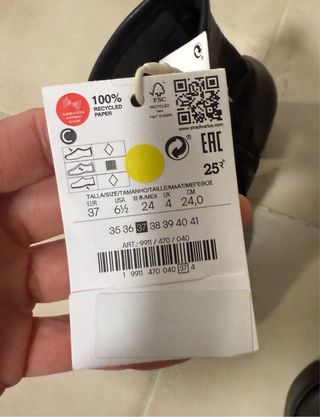 100%
RECYCLED
PAPER
FSC
www.stradivarius.com
C
EAC
25
TALLA/SIZE/TAMANHO/TAILLE/MAAT/ΜΕΓΕΘΟΣ
EUR USA MEX UK CM
37 6½ 24 4 24,0
35 36 37 38 39 40 41
ART.: 9911 / 470 / 040
1 9911 470 040 37 4